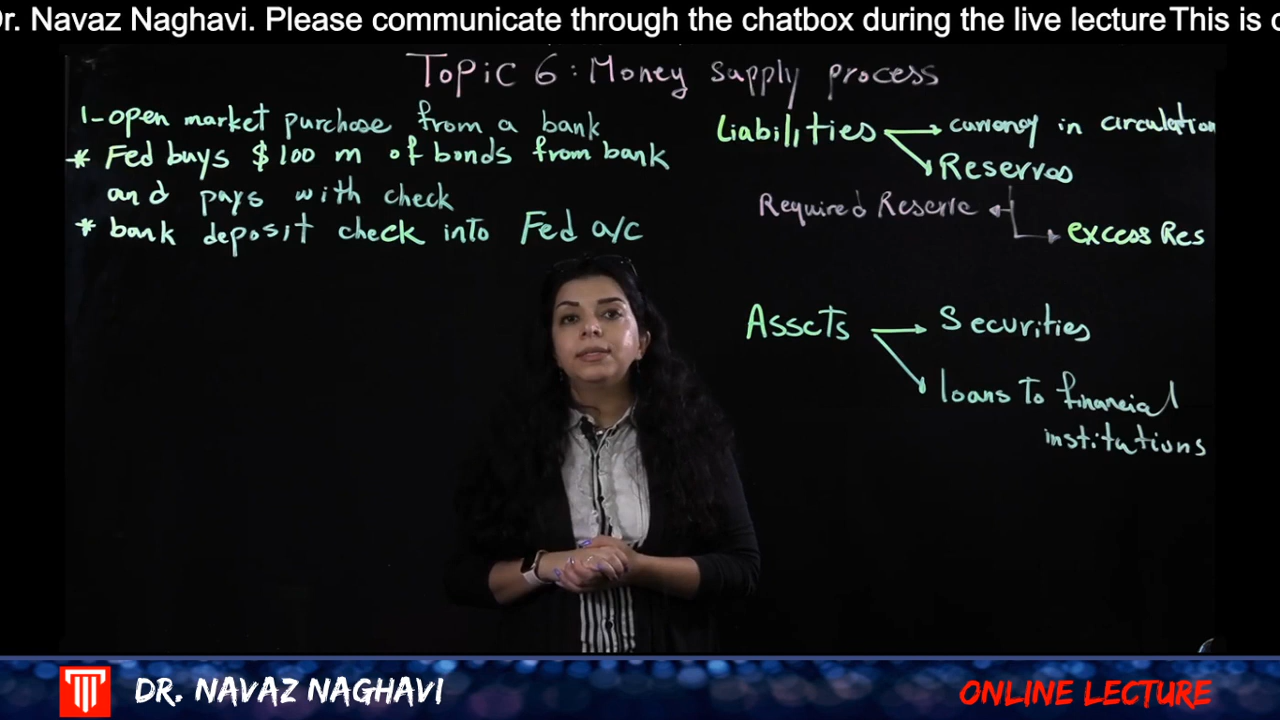 Dr. Navaz Naghavi. Please communicate through the chatbox during the live lecture This is
Topic 6: Money supply process
1-open market purchase from a bank
* Fed buys $100 m of bonds from bank
and pays with check
* bank deposit check into Fed a/c
Liabilities
currency in circulation
Reserves
Required Reserve
excess Res
Assets
Securities
loans to financial
institutions
DR. NAVAZ NAGHAVI
ONLINE LECTURE